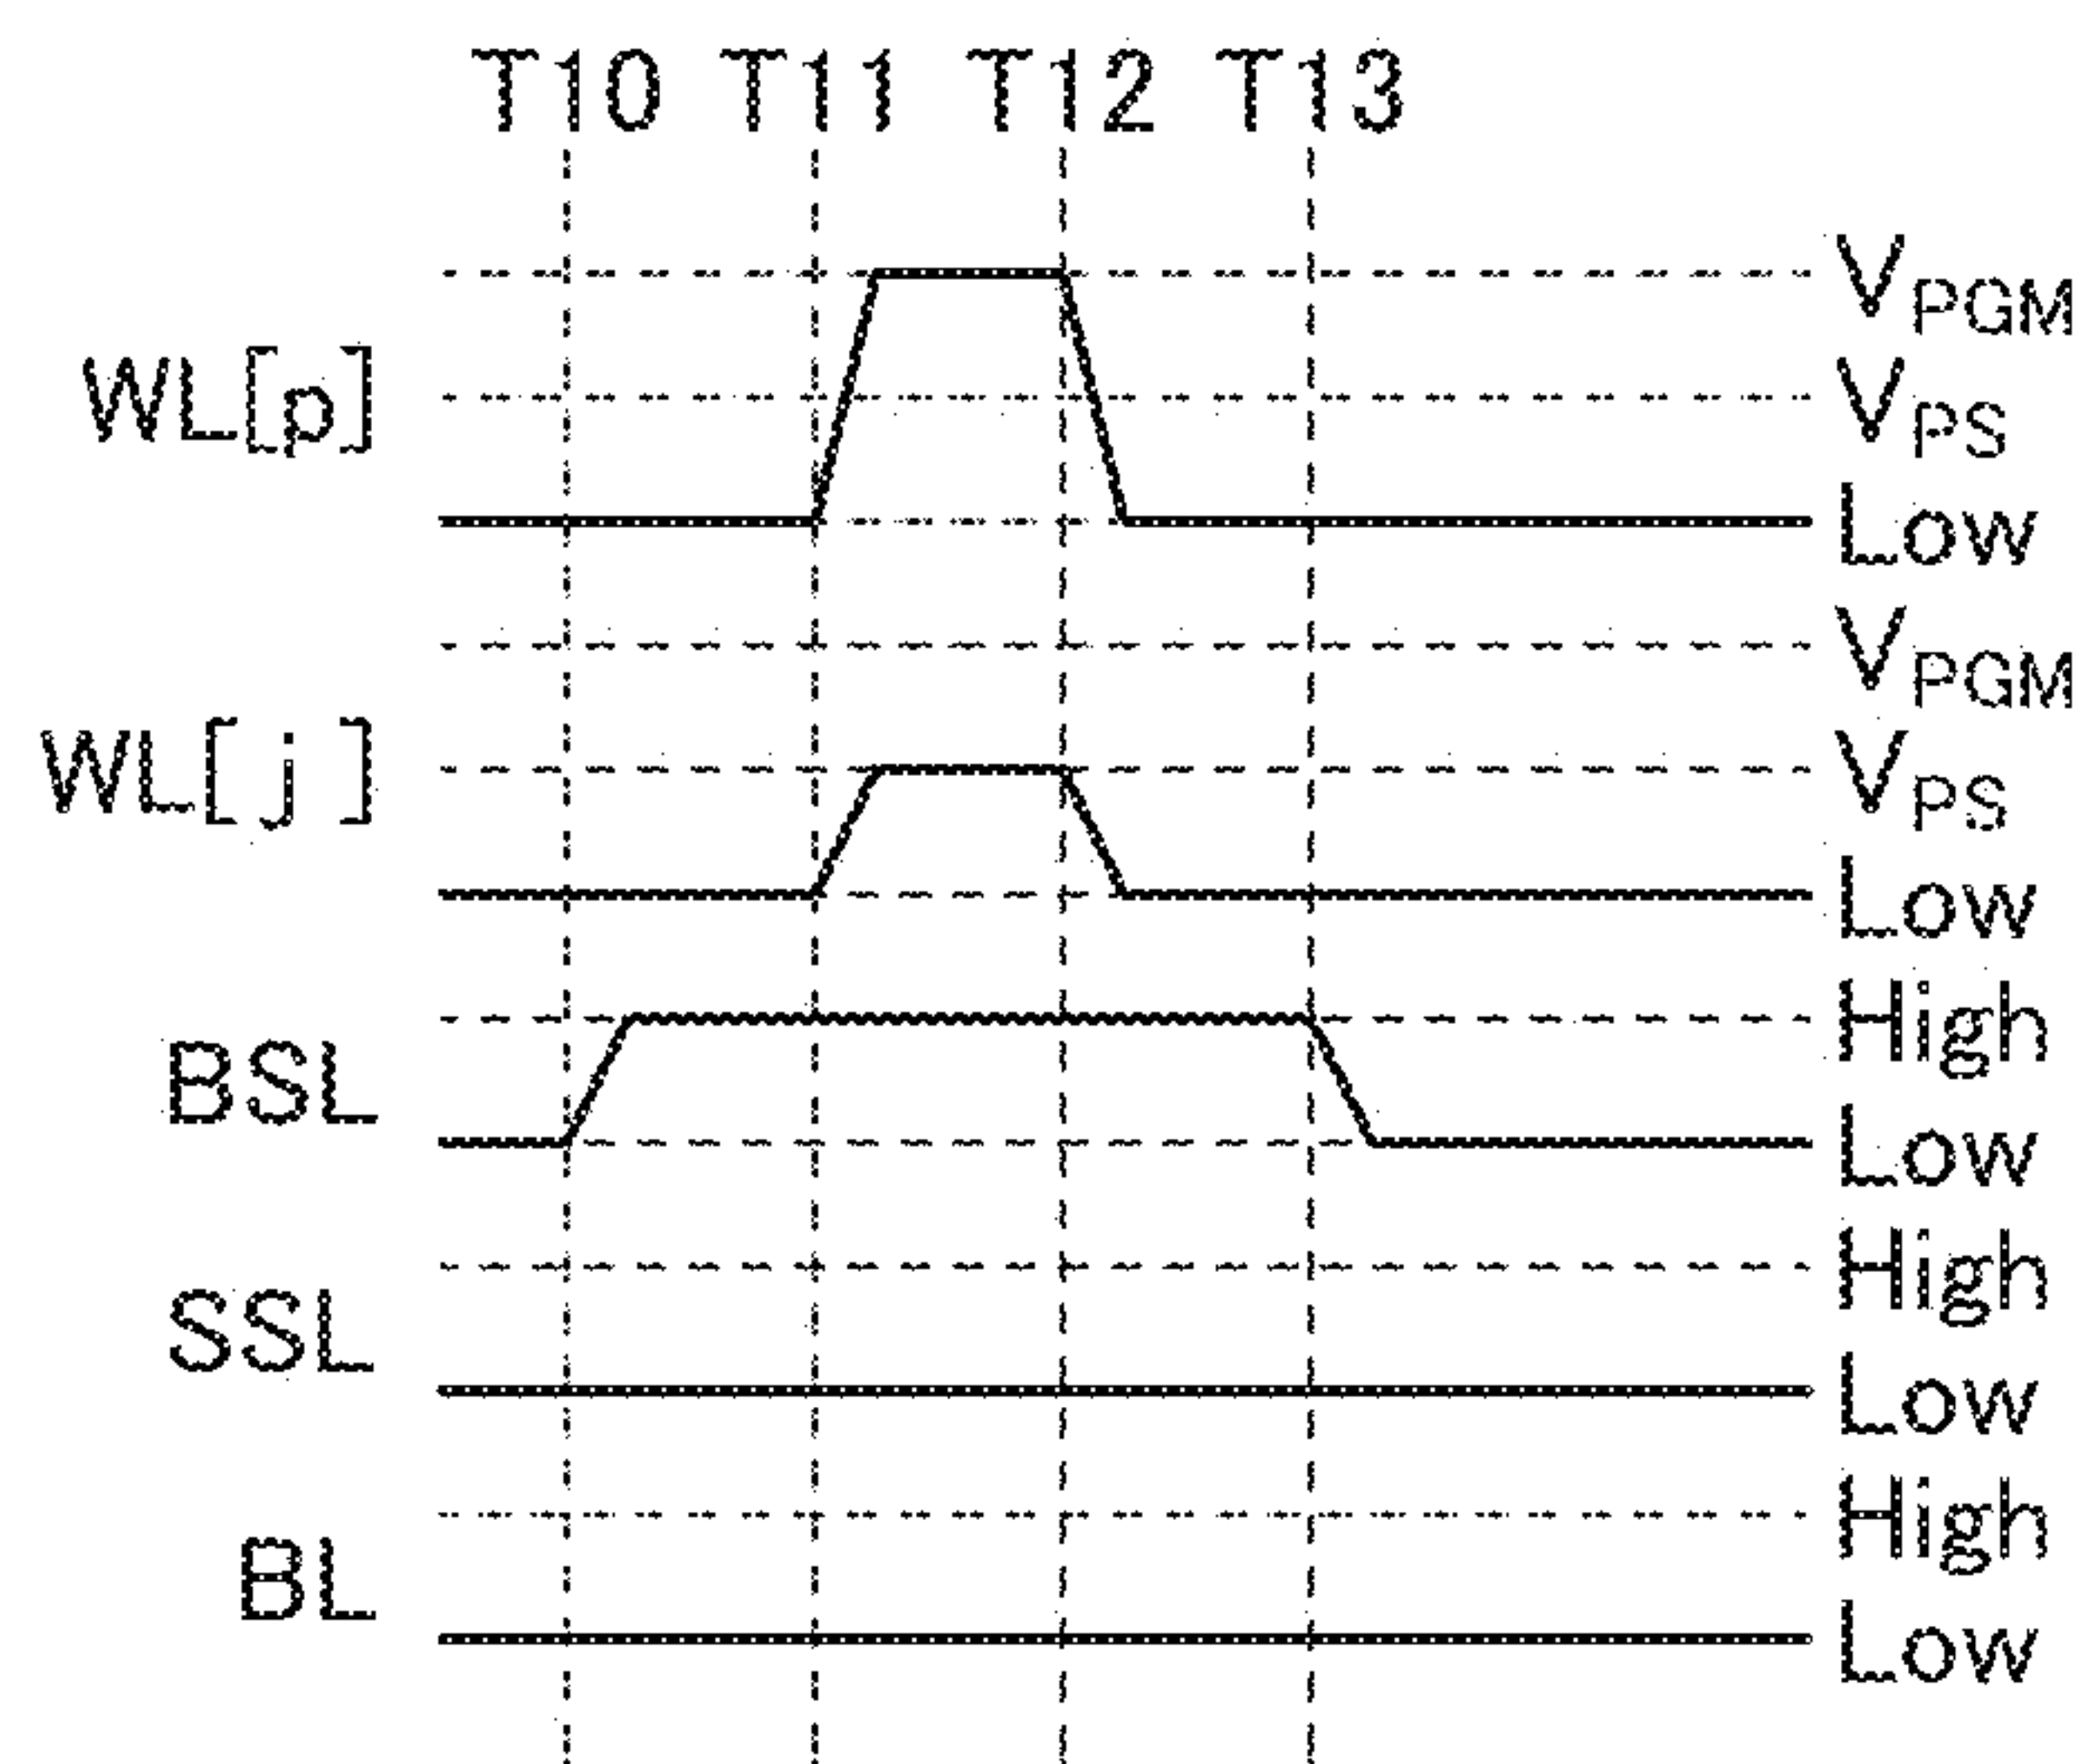 T10 T11 T12 T13
VPGM
WL[p] VPS
Low
VPGM
WL[j] VPS
Low
High
BSL
Low
High
SSL
Low
High
BL
Low